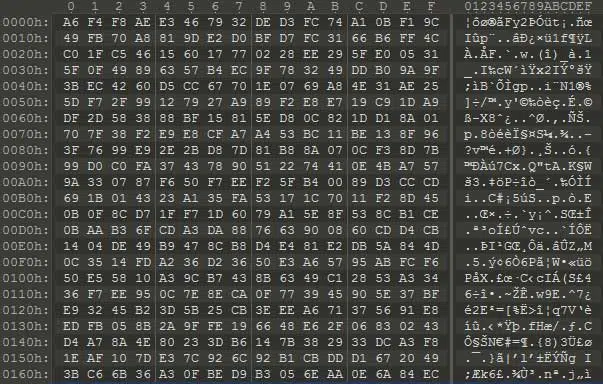 0 1 2 3 4 5 6 7 8 9 A B C D E F 0123456789ABCDEF
0000h: A6 F4 F8 AE E3 46 79 32 DE D3 FC 74 A1 0B F1 9C ¦ôø®ãFy2ÞÓüt¡.ñœ
0010h: 49 FB 70 A8 81 9D E2 D0 BF D7 FC 31 66 B6 FF 4C Iûp¨..âÐ¿×ü1f¶ÿL
0020h: C0 1F C5 46 15 60 17 77 02 28 EE 29 5F E0 05 31 À.ÅF.`.w.(î)_à.1
0030h: 5F 0F 49 89 63 57 B4 EC 9F 78 32 49 DD B0 9A 9F _.I‰cW´ìŸx2IÝ°šŸ
0040h: 3B EC 42 60 D5 CC 67 70 1E 07 69 A8 4E 31 AE 25 ;ìB`ÕÌgp..i¨N1®%
0050h: 5D F7 2F 99 12 79 27 A9 89 F2 E8 E7 19 C9 1D A9 ]÷/™.y'©‰òèç.É.©
0060h: DF 2D 58 38 88 BF 15 81 5E D8 0C 82 1D D1 8A 01 ß-X8ˆ¿..^Ø.‚.ÑŠ.
0070h: 70 7F 38 F2 E9 E8 CF A7 A4 53 BC 11 BE 13 8F 96 p.8òéèÏ§¤S¼.¾..–
0080h: 3F 76 99 E9 2E 2B D8 7D 81 B8 8A 07 0C F3 8D 7B ?v™é.+Ø}.¸Š..ó.{
0090h: 99 D0 C0 FA 37 43 78 90 51 22 74 41 0E 4B A7 57 ™ÐÀú7Cx.Q"tA.K§W
00A0h: 9A 33 07 87 F6 50 F7 EE F2 5F B4 00 89 D3 CC CD š3.‡öP÷îò_´.‰ÓÌÍ
00B0h: 69 1B 01 43 23 A1 35 FA 53 17 1C 70 11 F2 8D 45 i..C#¡5úS..p.ò.E
00C0h: 0B 0F 8C D7 1F F7 1D 60 79 A1 5E 8F 53 8C B1 CE ..Œ×.÷.`y¡^.SŒ±Î
00D0h: 0B AA B3 6F CD A3 DA 88 76 63 90 08 60 CD D4 CB .ª³oÍ£Úˆvc..`ÍÔË
00E0h: 14 04 DE 49 B9 47 8C B8 D4 E4 81 E2 DB 5A 84 4D ..ÞI¹GŒ¸Ôä.âÛZ„M
00F0h: 0C 35 14 FD A2 36 D2 36 50 E3 A6 57 95 AB FC F6 .5.ý¢6Ò6Pã¦W•«üö
0100h: 50 E5 58 10 A3 9C B7 43 8B 63 49 C1 28 53 A3 34 PåX.£œ·C‹cIÁ(S£4
0110h: 36 F7 EE 95 0C 7E 8E CA 0F 77 39 45 90 5E 37 BF 6÷î•.~ŽÊ.w9E.^7¿
0120h: E9 32 45 B2 3D 5B 25 CB 3E EC A6 71 37 56 91 E8 é2E²=[%Ë>ì¦q7V‘è
0130h: ED FB 05 8B 2A 9F FE 19 66 48 E6 2F 06 83 02 43 íû.‹*Ÿþ.fHæ/.ƒ.C
0140h: D4 A7 8A 4E 80 23 3D B6 14 7B 38 29 33 DC A3 F8 Ô§ŠN€#=¶.{8)3Ü£ø
0150h: 1E AF 10 7D E3 7C 92 6C 92 B1 CB DD D1 67 20 49 .¯.}ã|’l’±ËÝÑg I
0160h: 3B C6 6B 36 A3 0F BE D9 B3 05 6E AA 0E 6A 84 EC ;Æk6£.¾Ù³.nª.j„ì